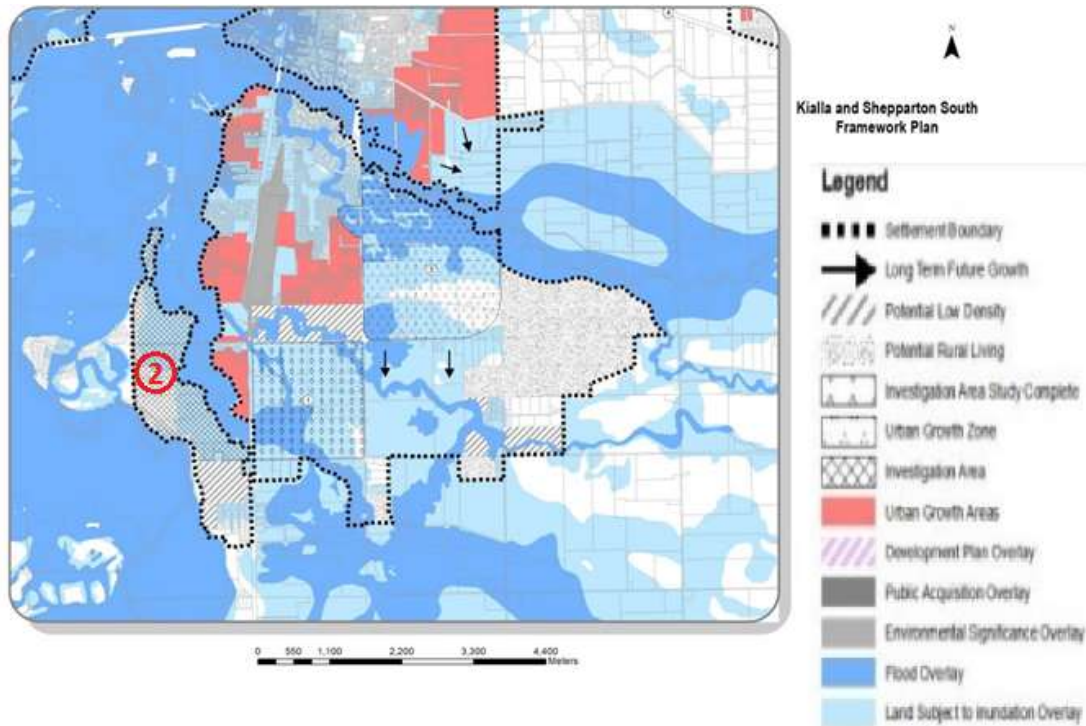 N
Kialla and Shepparton South
Framework Plan
Legend
Settlement Boundary
Long Term Future Growth
Potential Low Density
Potential Rural Living
Investigation Area Study Complete
Urban Growth Zone
Investigation Area
Urban Growth Areas
Development Plan Overlay
Public Acquisition Overlay
Environmental Significance Overlay
Flood Overlay
Land Subject to Inundation Overlay
2
1
0 550 1,100 2,200 3,300 4,400
Meters